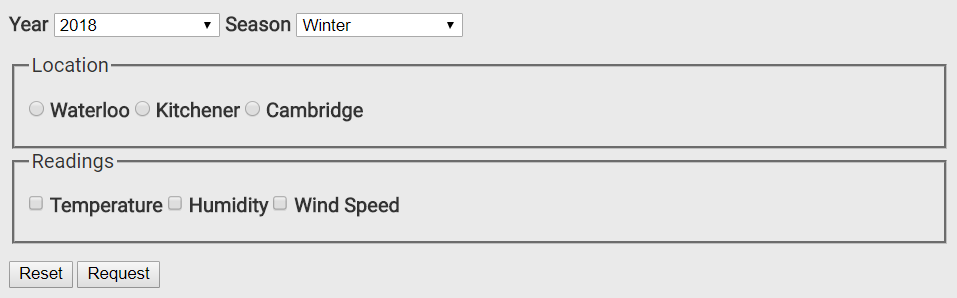 Year 2018 Season Winter
Location
Waterloo Kitchener Cambridge
Readings
Temperature Humidity Wind Speed
Reset Request